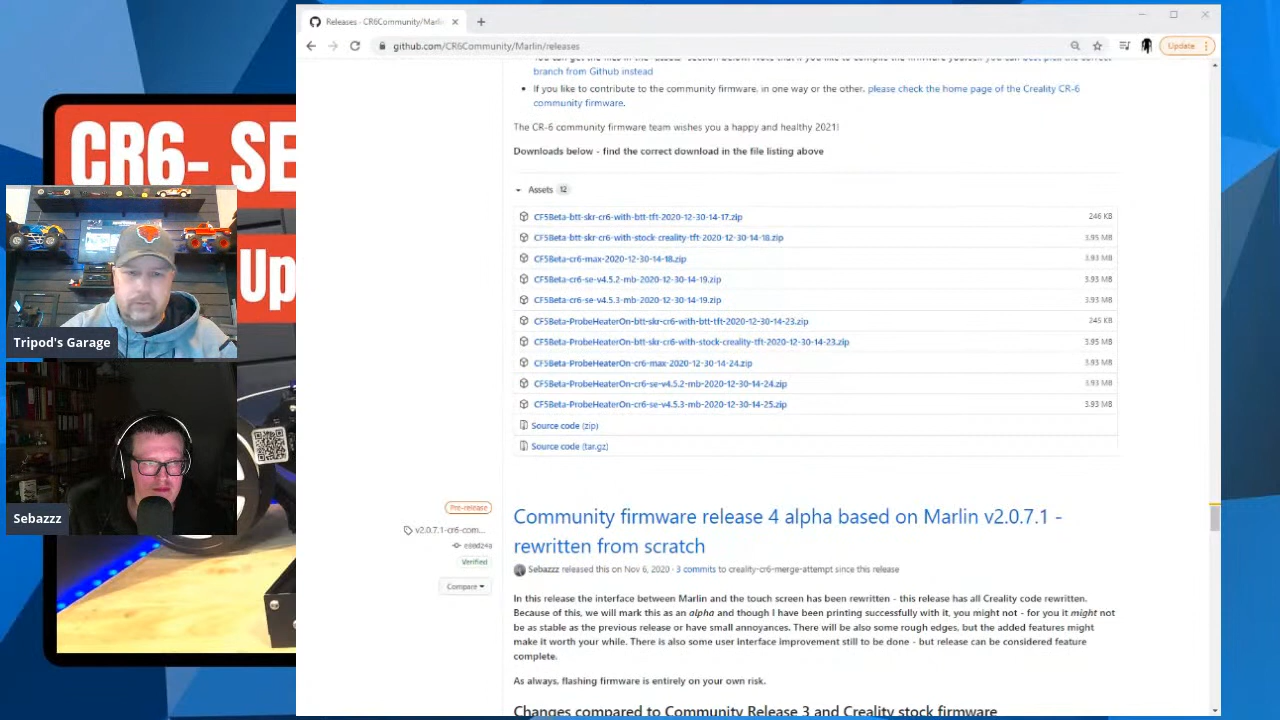 Releases · CR6Community/Marlin
github.com/CR6Community/Marlin/releases
Update
branch from Github instead
If you like to contribute to the community firmware, in one way or the other, please check the home page of the Creality CR-6
community firmware.
The CR-6 community firmware team wishes you a happy and healthy 2021!
Downloads below - find the correct download in the file listing above
Assets 12
CF5Beta-btt-skr-cr6-with-btt-tft-2020-12-30-14-17.zip 246 KB
CF5Beta-btt-skr-cr6-with-stock-creality-tft-2020-12-30-14-18.zip 3.95 MB
CF5Beta-cr6-max-2020-12-30-14-18.zip 3.93 MB
CF5Beta-cr6-se-v4.5.2-mb-2020-12-30-14-19.zip 3.93 MB
CF5Beta-cr6-se-v4.5.3-mb-2020-12-30-14-19.zip 3.93 MB
CF5Beta-ProbeHeaterOn-btt-skr-cr6-with-btt-tft-2020-12-30-14-23.zip 245 KB
CF5Beta-ProbeHeaterOn-btt-skr-cr6-with-stock-creality-tft-2020-12-30-14-23.zip 3.95 MB
CF5Beta-ProbeHeaterOn-cr6-max-2020-12-30-14-24.zip 3.93 MB
CF5Beta-ProbeHeaterOn-cr6-se-v4.5.2-mb-2020-12-30-14-24.zip 3.93 MB
CF5Beta-ProbeHeaterOn-cr6-se-v4.5.3-mb-2020-12-30-14-25.zip 3.93 MB
Source code (zip)
Source code (tar.gz)
Pre-release
v2.0.7.1-cr6-com...
Verified
Compare
Community firmware release 4 alpha based on Marlin v2.0.7.1 -
rewritten from scratch
Sebazzz released this on Nov 6, 2020 · 3 commits to creality-cr6-merge-attempt since this release
In this release the interface between Marlin and the touch screen has been rewritten - this release has all Creality code rewritten.
Because of this, we will mark this as an alpha and though I have been printing successfully with it, you might not - for you it might not
be as stable as the previous release or have small annoyances. There will be also some rough edges, but the added features might
make it worth your while. There is also some user interface improvement still to be done - but release can be considered feature
complete.
As always, flashing firmware is entirely on your own risk.
Changes compared to Community Release 3 and Creality stock firmware
CR6- SE
Up
Tripod's Garage
Sebazzz